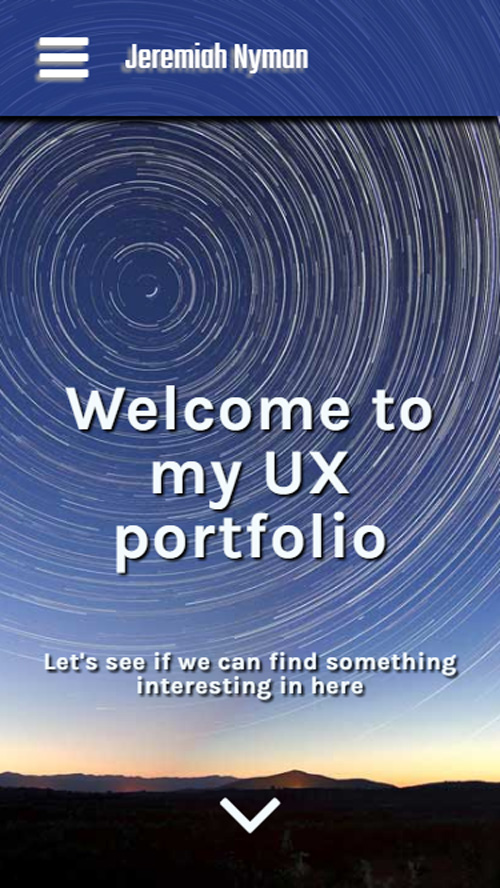 Jeremiah Nyman
Welcome to
my UX
portfolio
Let's see if we can find something
interesting in here